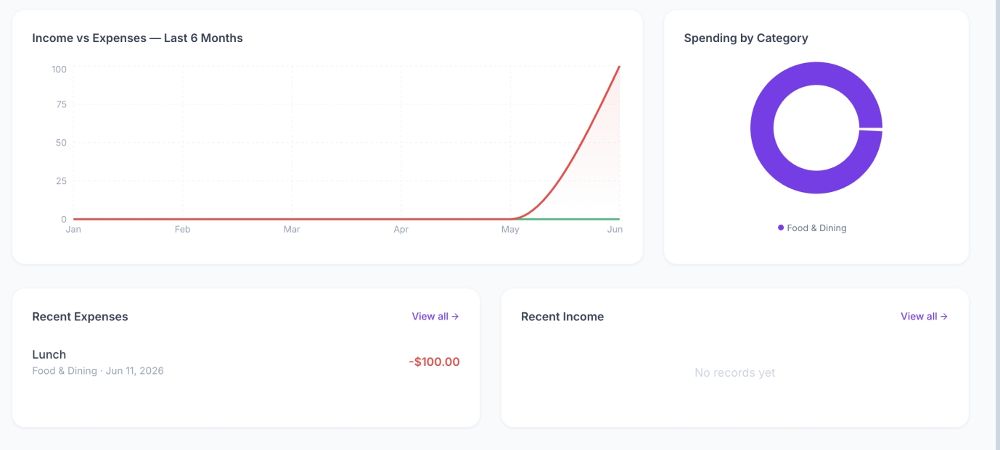 Income vs Expenses — Last 6 Months
100
75
50
25
0
Jan Feb Mar Apr May Jun
Spending by Category
Food & Dining
Recent Expenses
View all →
Lunch
Food & Dining · Jun 11, 2026
-$100.00
Recent Income
View all →
No records yet